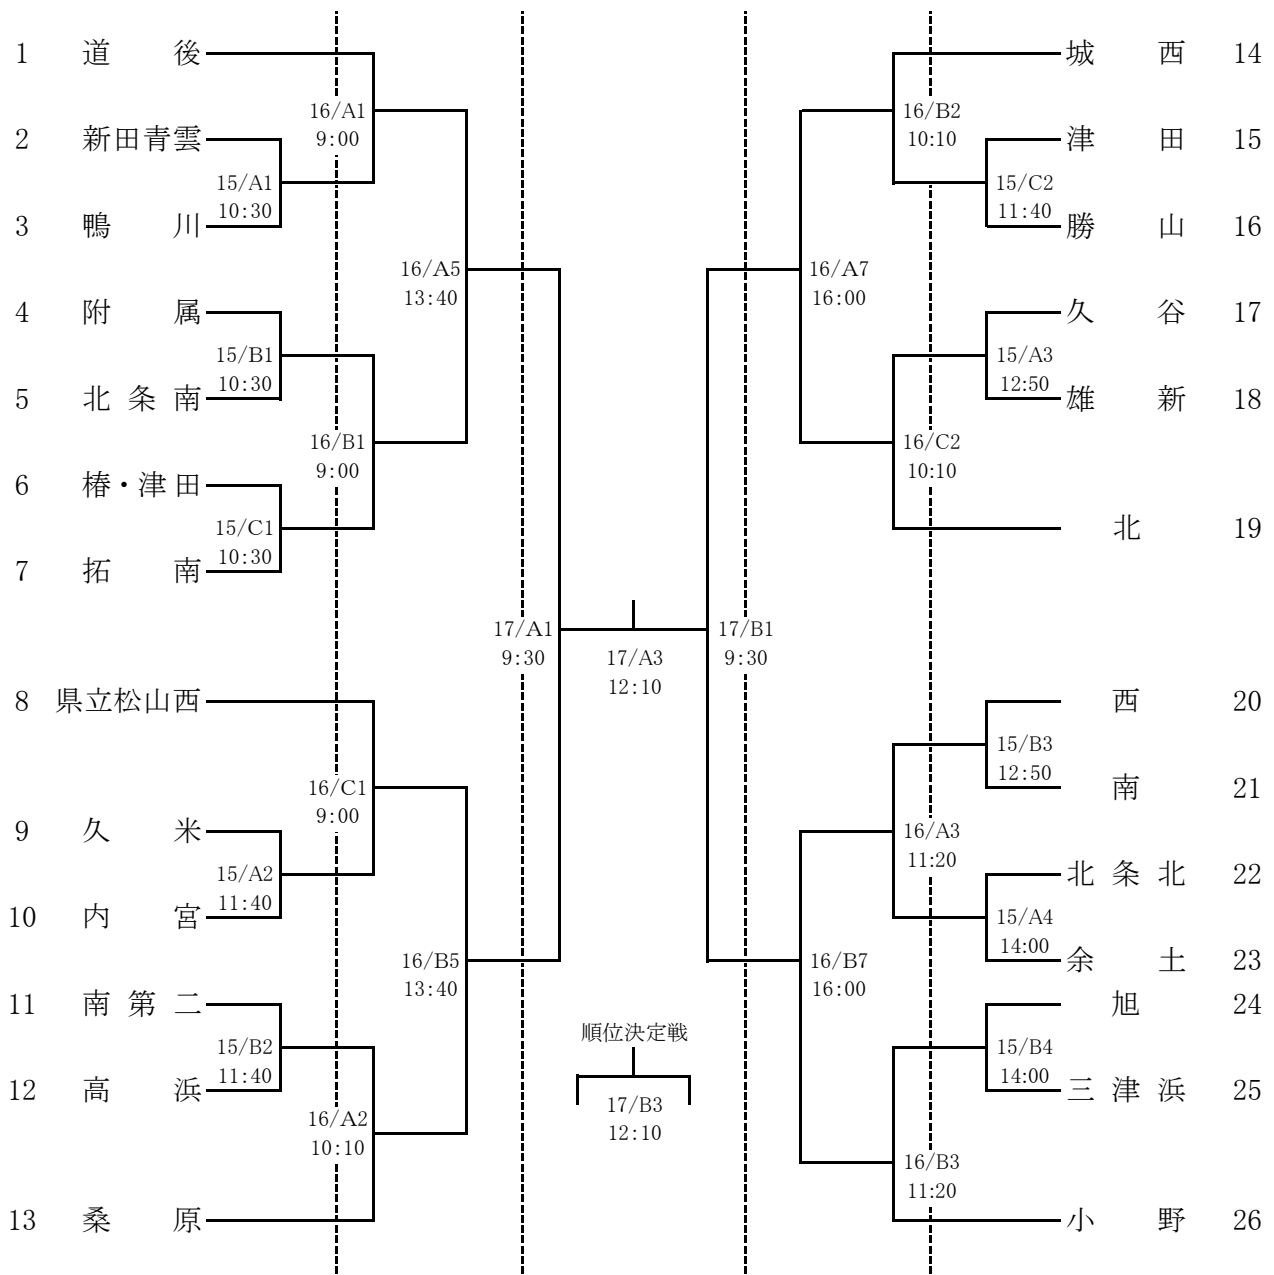 1 道後
2 新田青雲
3 鴨川
4 附属
5 北条南
6 椿・津田
7 拓南
8 県立松山西
9 久米
10 内宮
11 南第二
12 高浜
13 桑原
15/A1
10:30
15/B1
10:30
15/C1
10:30
15/A2
11:40
15/B2
11:40
16/A1
9:00
16/B1
9:00
16/C1
9:00
16/A2
10:10
16/A5
13:40
16/B5
13:40
17/A1
9:30
17/A3
12:10
順位決定戦
17/B3
12:10
17/B1
9:30
16/A7
16:00
16/B7
16:00
16/B2
10:10
16/C2
10:10
16/A3
11:20
16/B3
11:20
15/C2
11:40
15/A3
12:50
15/B3
12:50
15/A4
14:00
15/B4
14:00
城西 14
津田 15
勝山 16
久谷 17
雄新 18
北 19
西 20
南 21
北条北 22
余土 23
旭 24
三津浜 25
小野 26